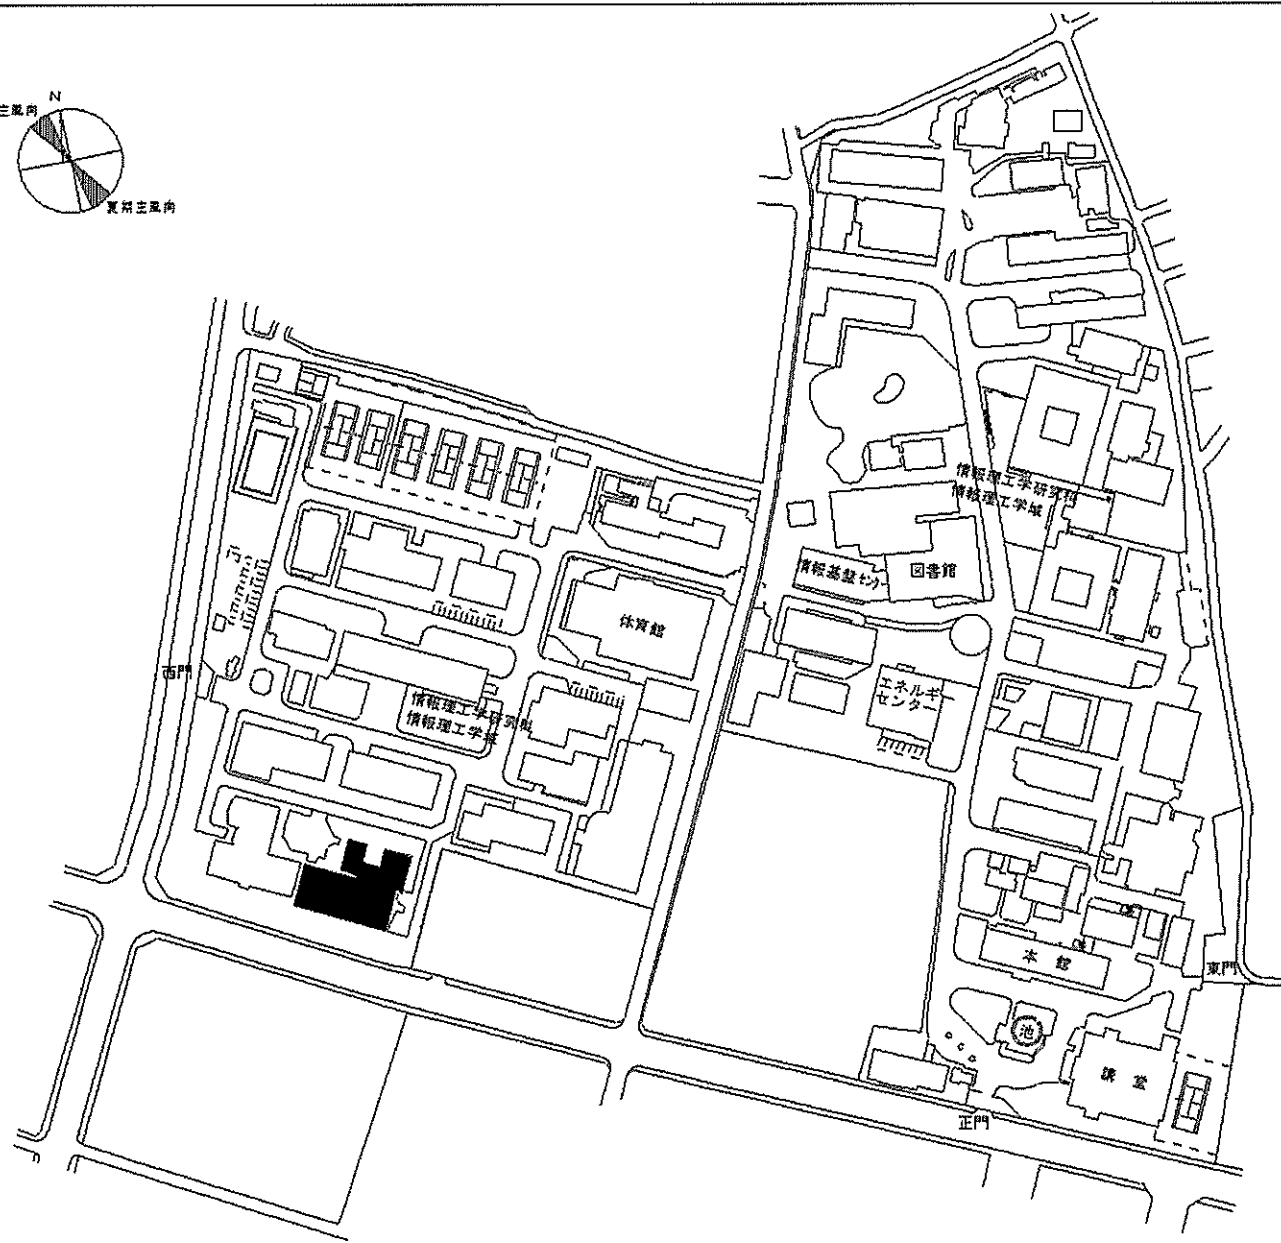 N
主風向
夏期主風向
情報理工学研究科
情報理工学域
情報基盤センター
図書館
体育館
西門
エネルギー
センター
情報理工学研究科
情報理工学域
本館
東門
池
講堂
正門